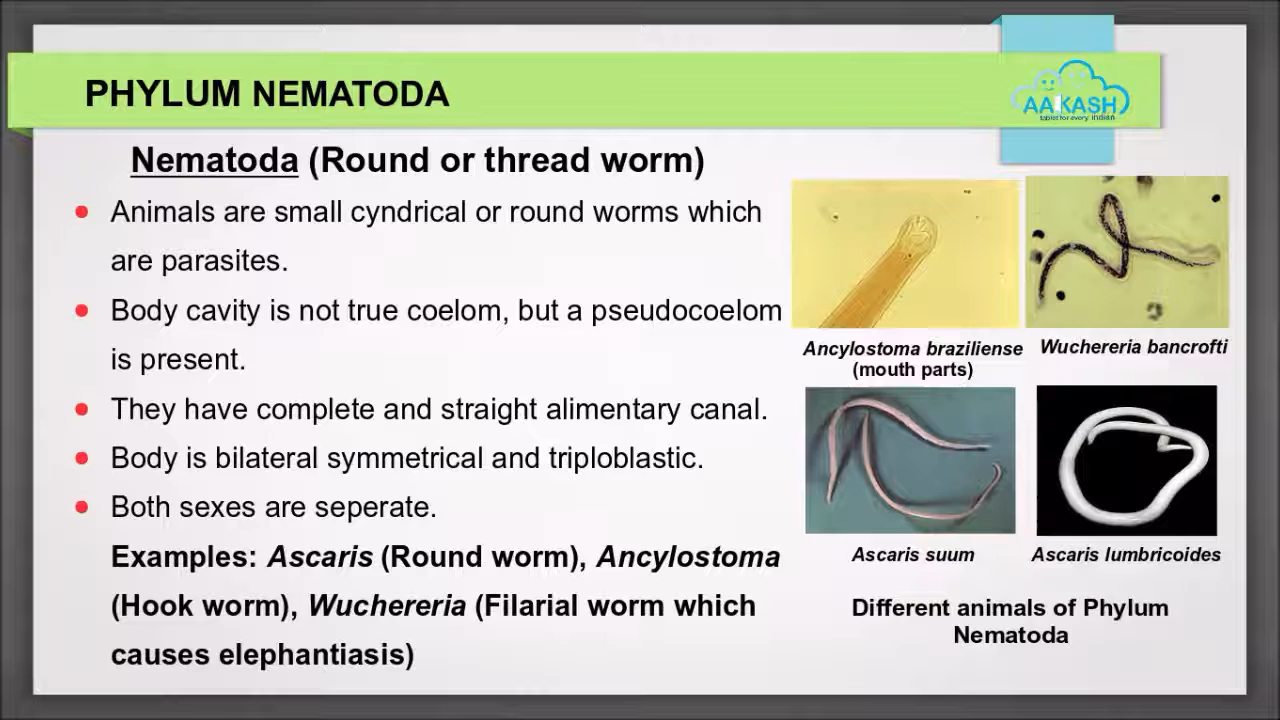 PHYLUM NEMATODA
AAKASH
tablet for every indian
Nematoda (Round or thread worm)
Animals are small cyndrical or round worms which
are parasites.
Body cavity is not true coelom, but a pseudocoelom
is present.
They have complete and straight alimentary canal.
Body is bilateral symmetrical and triploblastic.
Both sexes are seperate.
Examples: Ascaris (Round worm), Ancylostoma
(Hook worm), Wuchereria (Filarial worm which
causes elephantiasis)
Ancylostoma braziliense
(mouth parts)
Wuchereria bancrofti
Ascaris suum
Ascaris lumbricoides
Different animals of Phylum
Nematoda